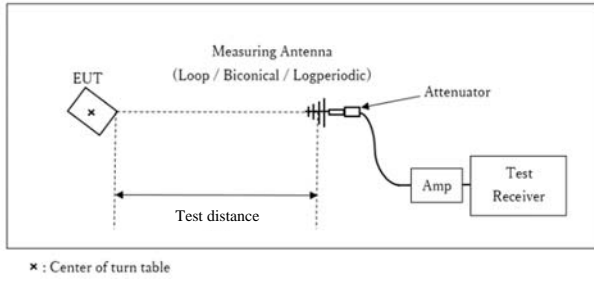 Measuring Antenna
(Loop / Biconical / Logperiodic)
EUT
Attenuator
Test distance
Amp
Test
Receiver
× : Center of turn table